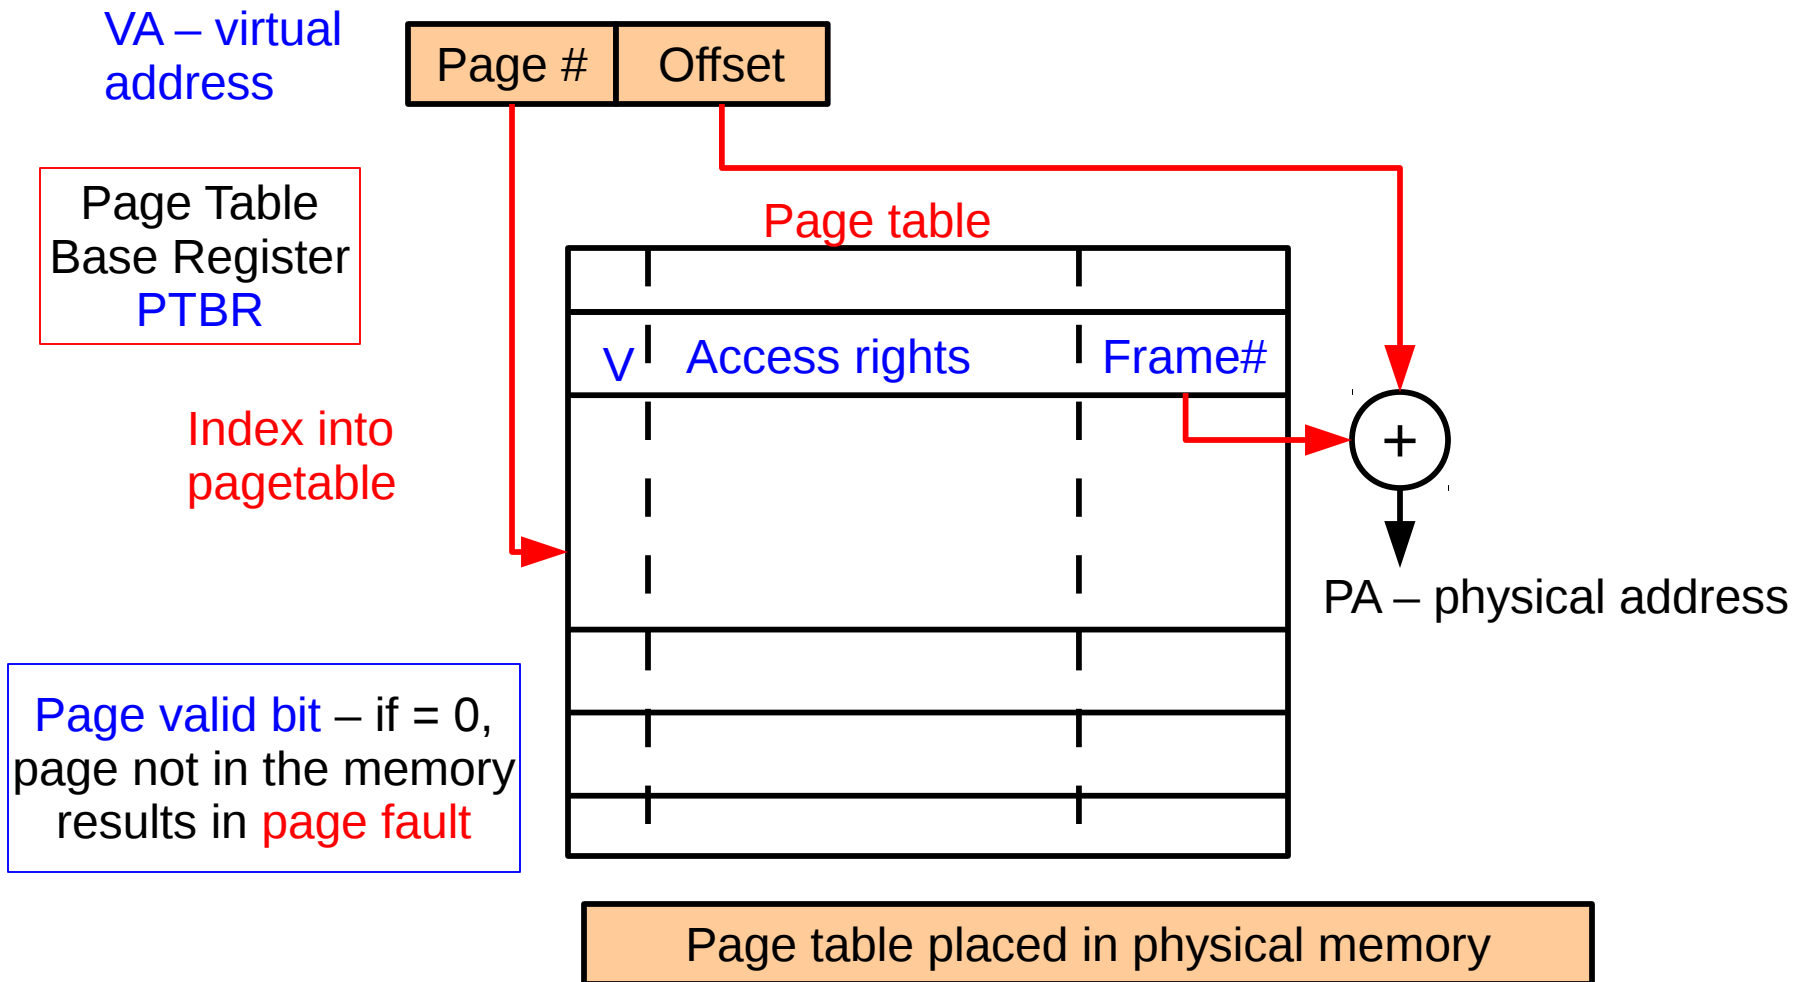 VA – virtual
address
Page #
Offset
Page Table
Base Register
PTBR
Page table
V
Access rights
Frame#
Index into
pagetable
+
PA – physical address
Page valid bit – if = 0,
page not in the memory
results in page fault
Page table placed in physical memory